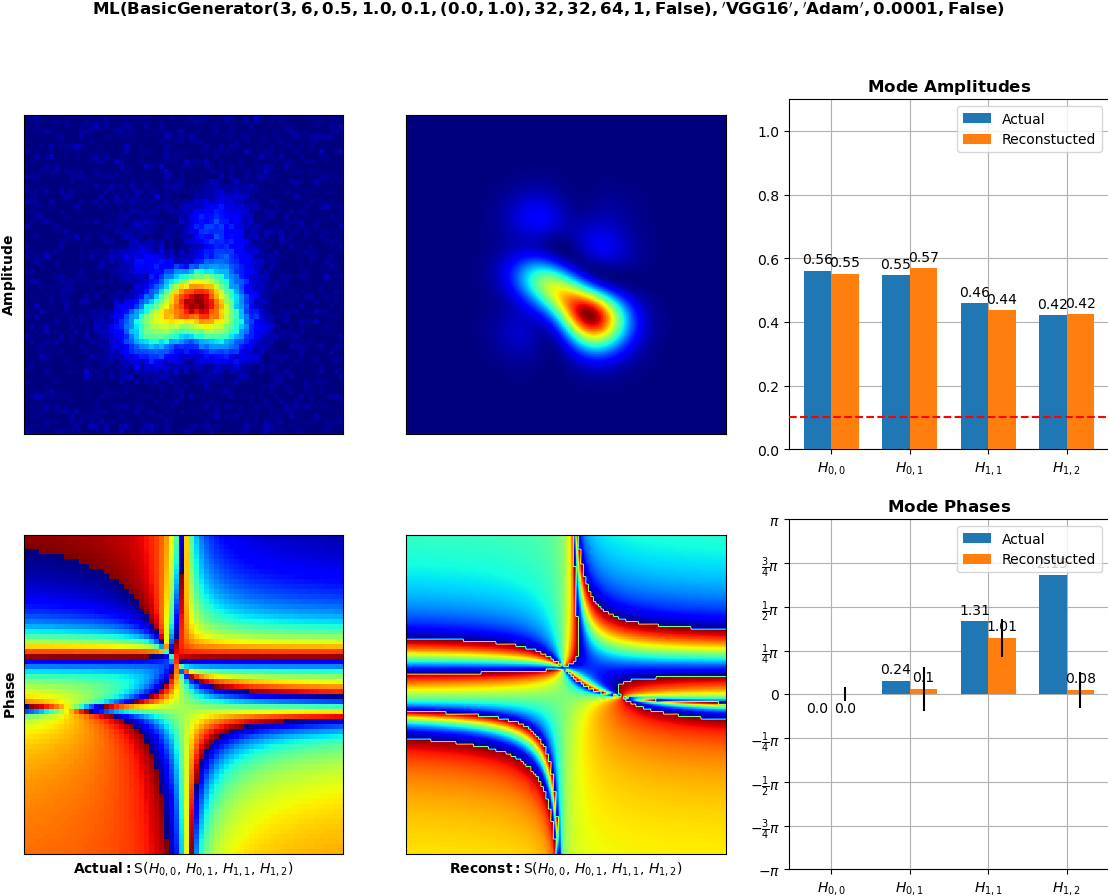 ML(BasicGenerator(3, 6, 0.5, 1.0, 0.1, (0.0, 1.0), 32, 32, 64, 1, False), ′VGG16′, ′Adam′, 0.0001, False)
Amplitude
Mode Amplitudes
Actual
Reconstucted
1.0
0.8
0.6
0.4
0.2
0.0
0.56 0.55 0.55 0.57 0.46 0.44 0.42 0.42
H0,0 H0,1 H1,1 H1,2
Phase
Mode Phases
Actual
Reconstucted
π
3/4π
1/2π
1/4π
0
−1/4π
−1/2π
−3/4π
−π
0.0 0.0 0.24 0.1 1.31 1.01 0.08
H0,0 H0,1 H1,1 H1,2
Actual: S(H0,0, H0,1, H1,1, H1,2)
Reconst: S(H0,0, H0,1, H1,1, H1,2)